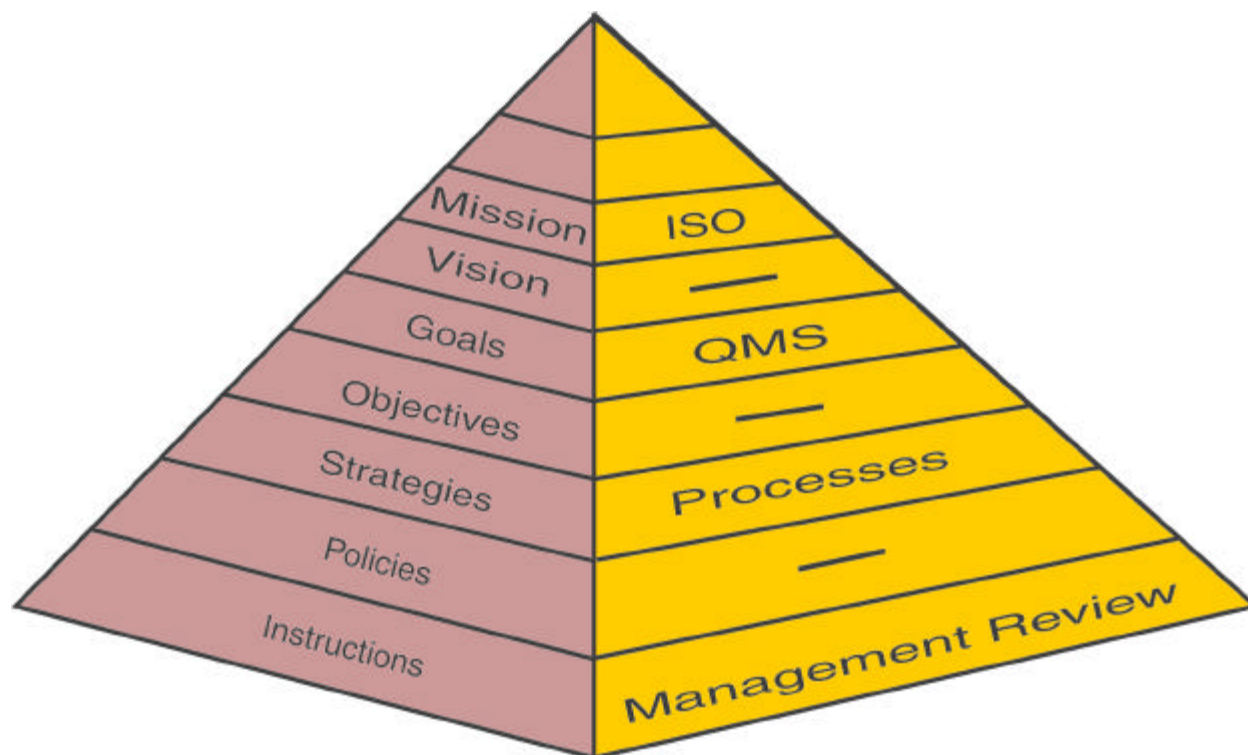 Mission
Vision
Goals
Objectives
Strategies
Policies
Instructions
ISO
—
QMS
—
Processes
—
Management Review